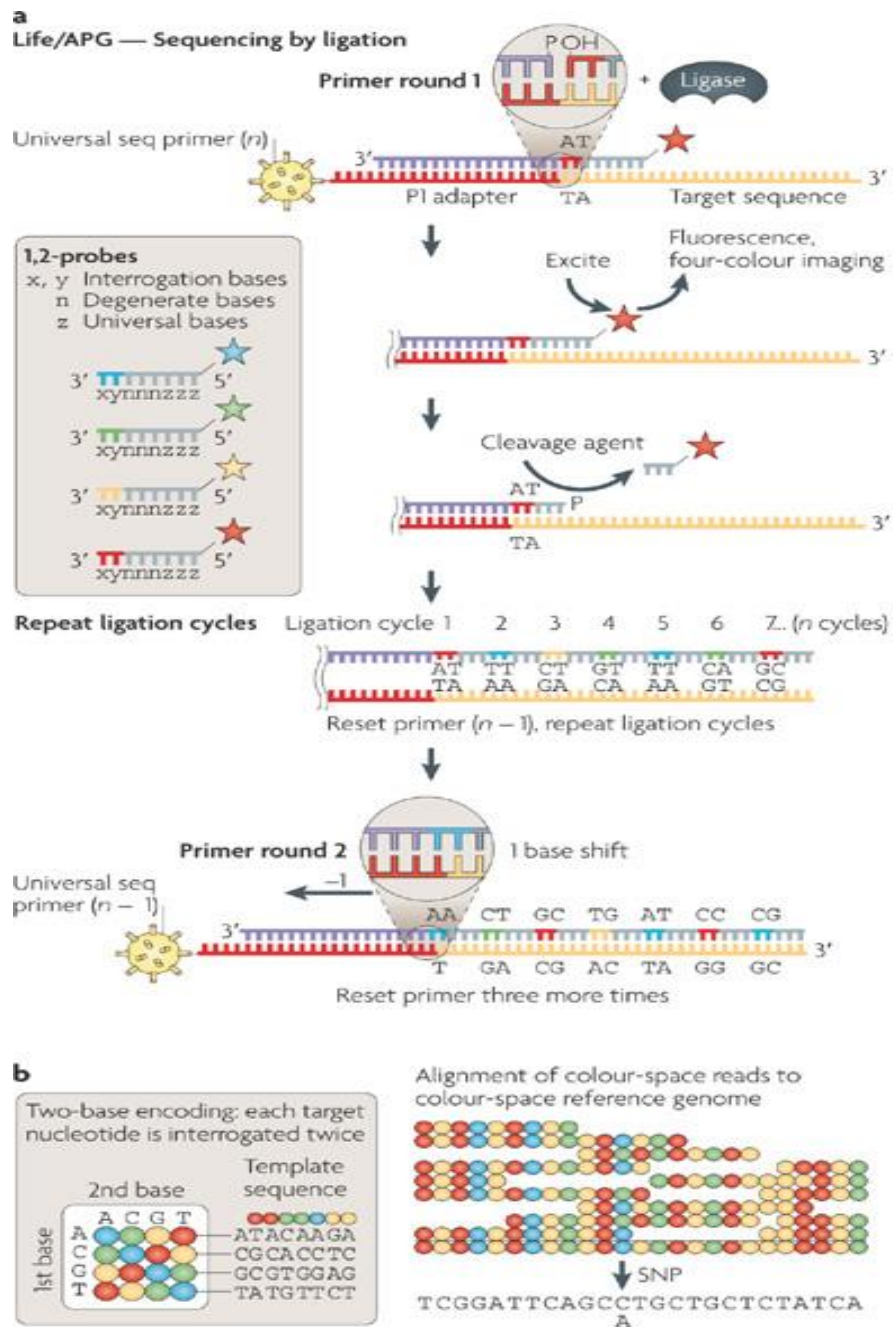 a
Life/APG — Sequencing by ligation
P OH
Primer round 1
+
Ligase
Universal seq primer (n)
AT
3′
3′
P1 adapter
TA
Target sequence
1,2-probes
x, y Interrogation bases
n Degenerate bases
z Universal bases
3′ 5′
xynnnzzz
3′ 5′
xynnnzzz
3′ 5′
xynnnzzz
3′ 5′
xynnnzzz
Excite
Fluorescence,
four-colour imaging
3′
Cleavage agent
AT
P
TA
3′
Repeat ligation cycles
Ligation cycle 1 2 3 4 5 6 7... (n cycles)
AT TT CT GT TT CA GC
TA AA GA CA AA GT CG
Reset primer (n − 1), repeat ligation cycles
Primer round 2
1 base shift
−1
Universal seq
primer (n − 1)
AA CT GC TG AT CC CG
3′
3′
T GA CG AC TA GG GC
Reset primer three more times
b
Two-base encoding: each target
nucleotide is interrogated twice
2nd base
Template
sequence
A C G T
1st base
A
C
G
T
ATACAAGA
CGCACCTC
GCGTGGAG
TATGTTCT
Alignment of colour-space reads to
colour-space reference genome
SNP
TCGGATTCAGCCTGCTGCTCTATCA
A